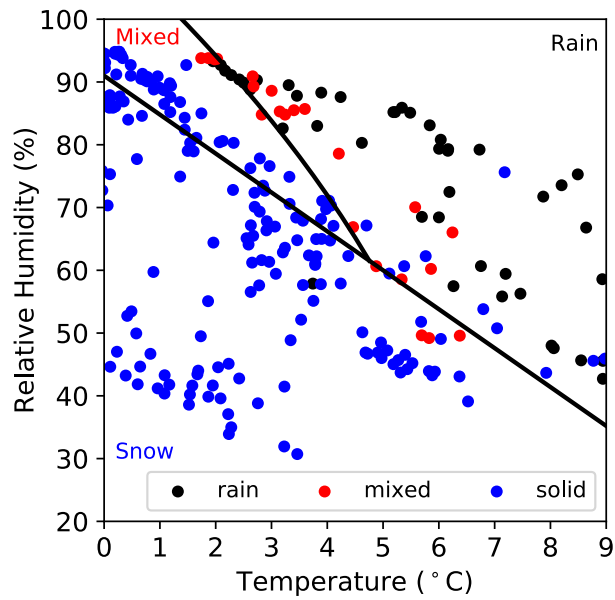 100
90
80
70
60
50
40
30
20
Relative Humidity (%)
Mixed
Rain
Snow
rain mixed solid
0 1 2 3 4 5 6 7 8 9
Temperature (°C)